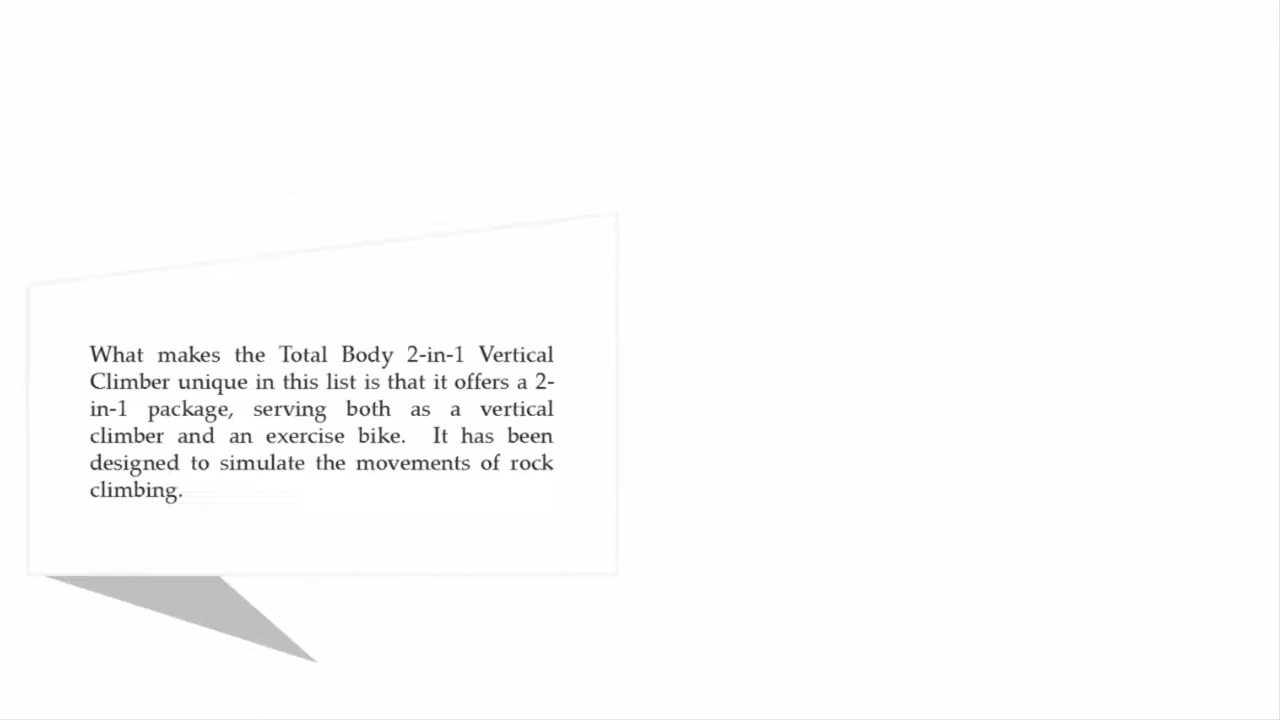 What makes the Total Body 2-in-1 Vertical
Climber unique in this list is that it offers a 2-
in-1 package, serving both as a vertical
climber and an exercise bike. It has been
designed to simulate the movements of rock
climbing.